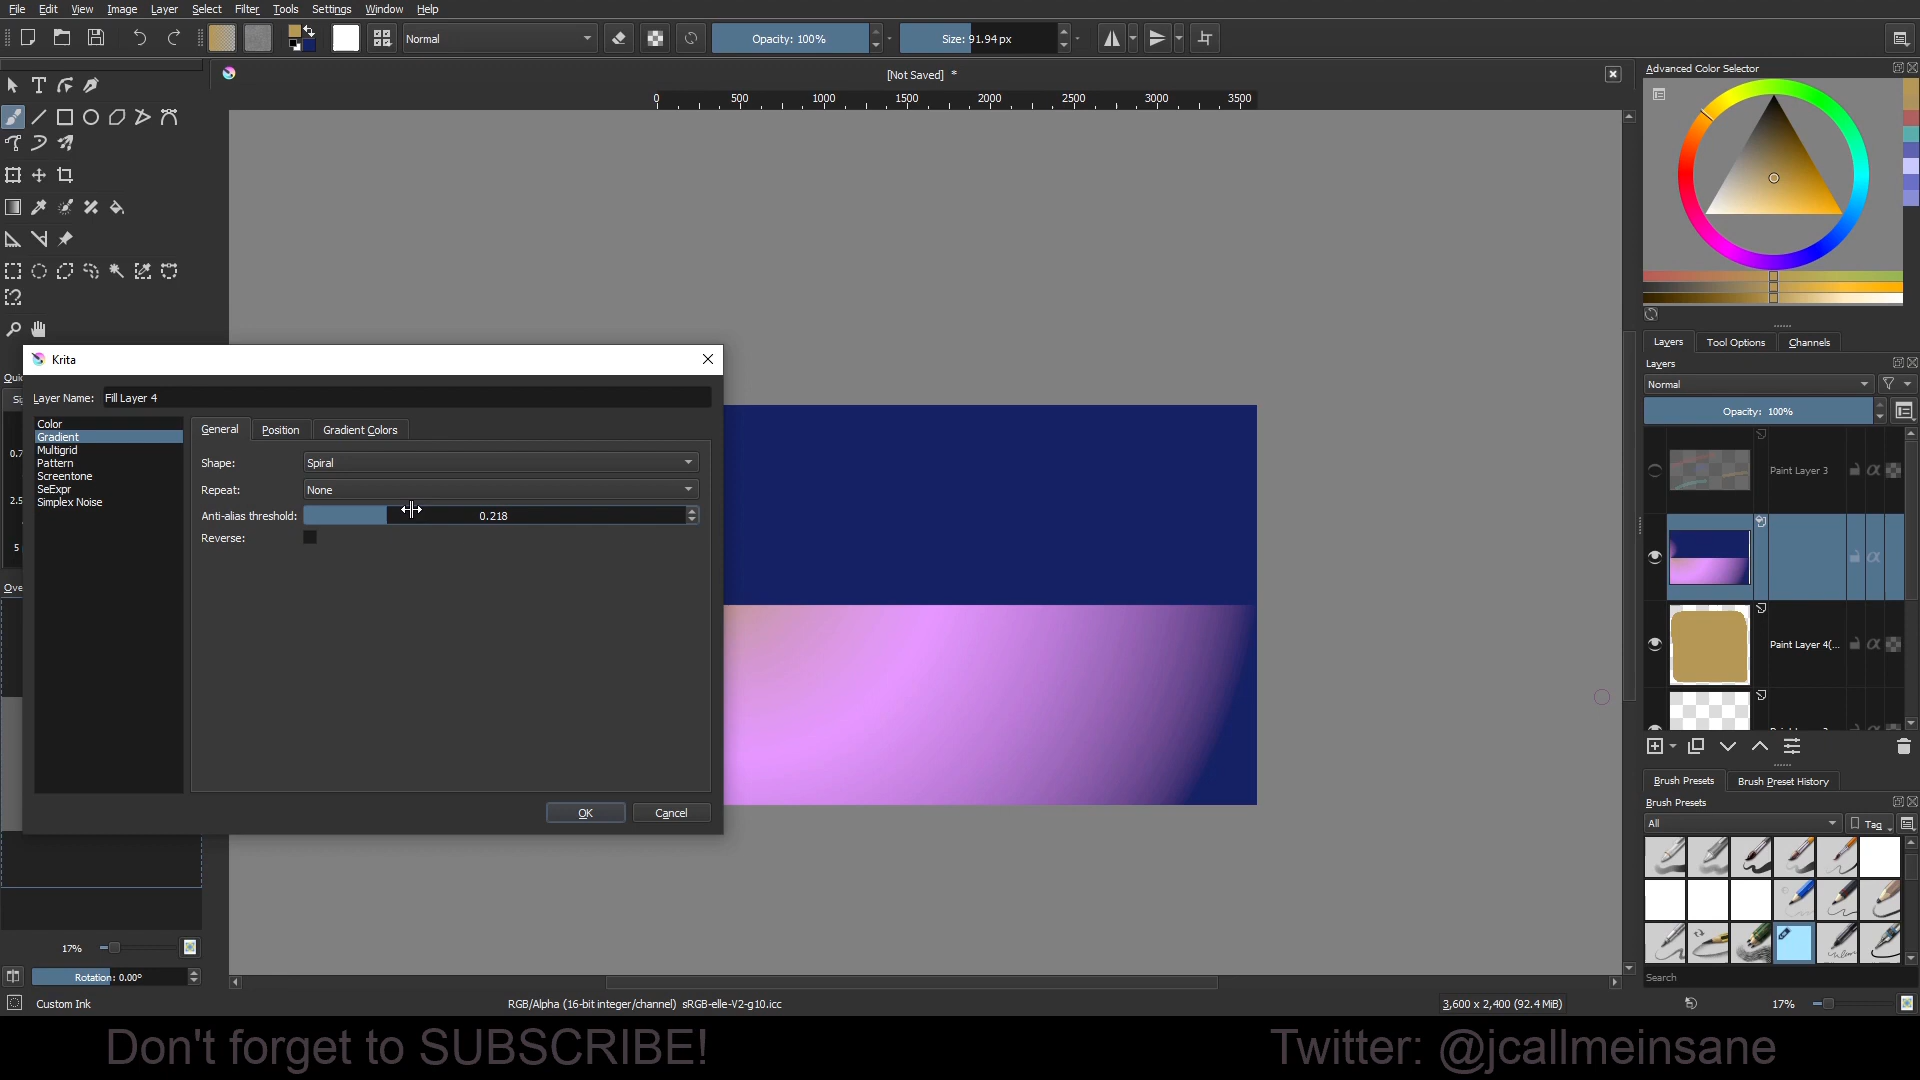 File Edit View Image Layer Select Filter Tools Settings Window Help
Normal
Opacity: 100%
Size: 91.94 px
[Not Saved] *
Advanced Color Selector
0 500 1000 1500 2000 2500 3000 3500
Krita
Layer Name: Fill Layer 4
Color
Gradient
Multigrid
Pattern
Screentone
SeExpr
Simplex Noise
General Position Gradient Colors
Shape: Spiral
Repeat: None
Anti-alias threshold: 0.218
Reverse:
OK Cancel
Layers Tool Options Channels
Layers
Normal
Opacity: 100%
Paint Layer 3
Paint Layer 4(...
Brush Presets Brush Preset History
Brush Presets
All
Tag
Search
17%
Rotation: 0.00°
Custom Ink
RGB/Alpha (16-bit integer/channel) sRGB-elle-V2-g10.icc
3,600 x 2,400 (92.4 MiB)
17%
Don't forget to SUBSCRIBE!
Twitter: @jcallmeinsane